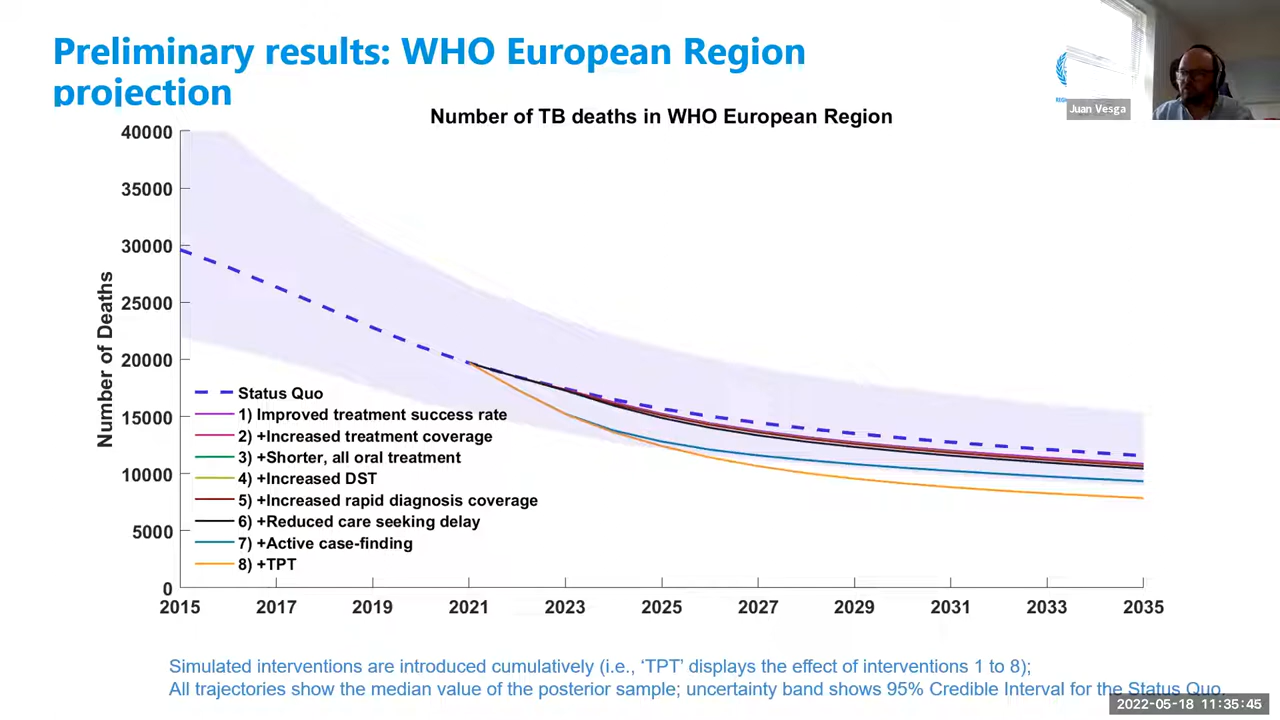 Preliminary results: WHO European Region
projection
Juan Vesga
Number of TB deaths in WHO European Region
40000
35000
30000
25000
20000
15000
10000
5000
0
Number of Deaths
Status Quo
1) Improved treatment success rate
2) +Increased treatment coverage
3) +Shorter, all oral treatment
4) +Increased DST
5) +Increased rapid diagnosis coverage
6) +Reduced care seeking delay
7) +Active case-finding
8) +TPT
2015 2017 2019 2021 2023 2025 2027 2029 2031 2033 2035
Simulated interventions are introduced cumulatively (i.e., ‘TPT’ displays the effect of interventions 1 to 8);
All trajectories show the median value of the posterior sample; uncertainty band shows 95% Credible Interval for the Status Quo.
2022-05-18 11:35:45